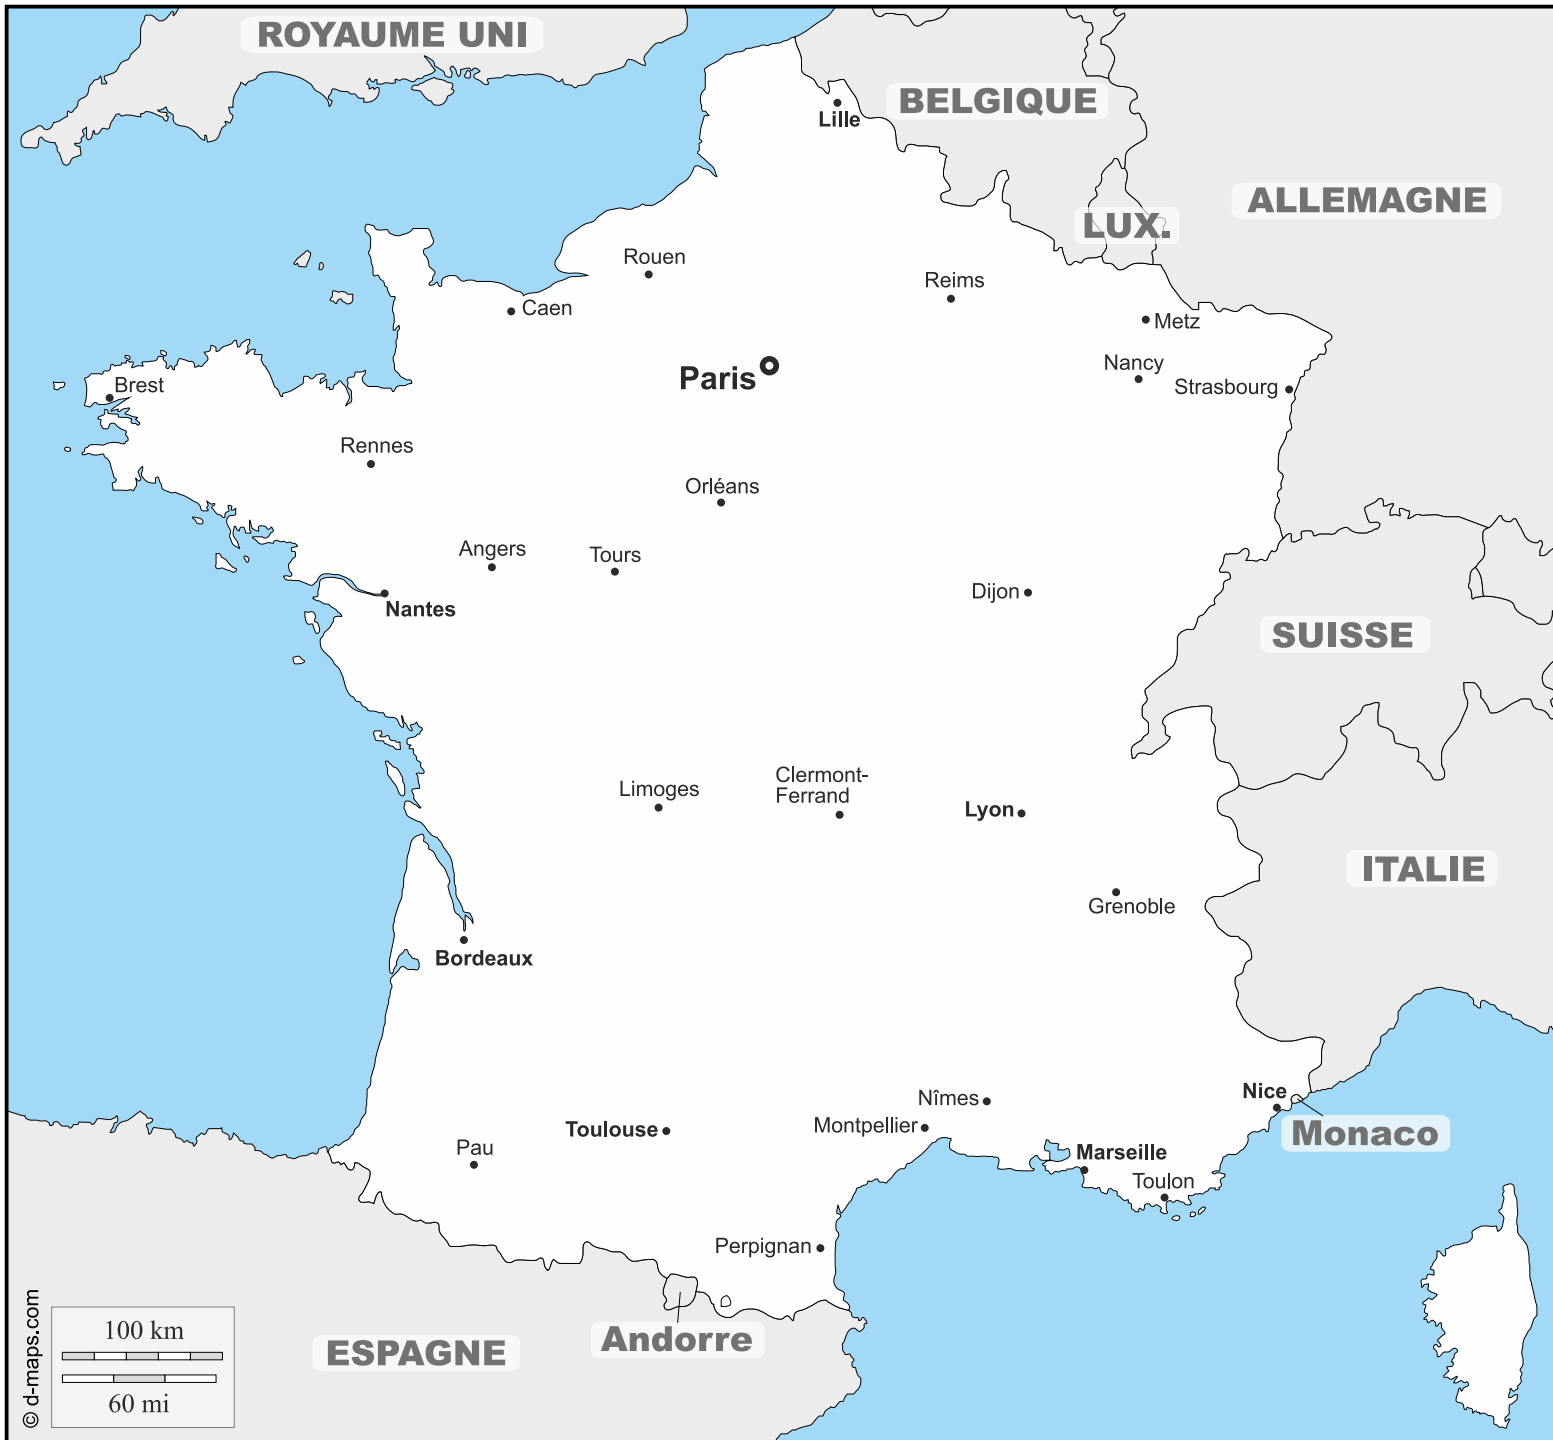 ROYAUME UNI
BELGIQUE
Lille
ALLEMAGNE
LUX.
Rouen
Reims
Caen
Metz
Paris
Nancy
Brest
Strasbourg
Rennes
Orléans
Angers
Tours
Dijon
Nantes
SUISSE
Clermont-
Ferrand
Limoges
Lyon
ITALIE
Grenoble
Bordeaux
Nîmes
Nice
Montpellier
Toulouse
Monaco
Pau
Marseille
Toulon
Perpignan
Andorre
ESPAGNE
100 km
60 mi
© d-maps.com